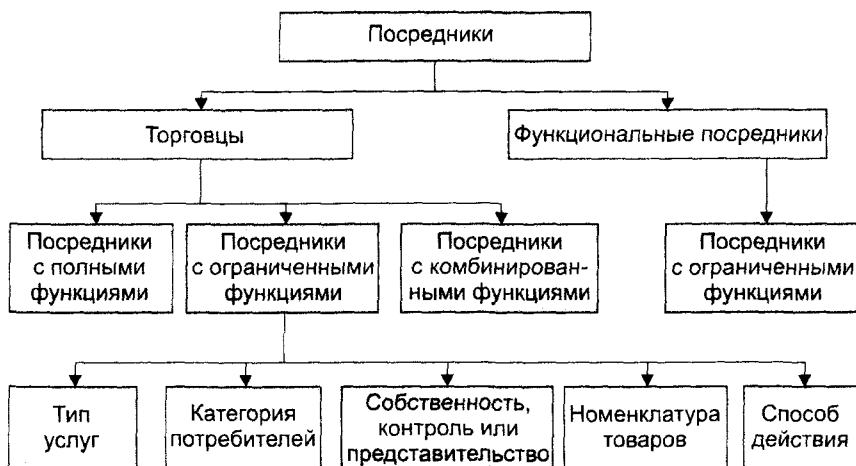 Посредники
Торговцы
Функциональные посредники
Посредники
с полными
функциями
Посредники
с ограниченными
функциями
Посредники
с комбинирован-
ными функциями
Посредники
с ограниченными
функциями
Тип
услуг
Категория
потребителей
Собственность,
контроль или
представительство
Номенклатура
товаров
Способ
действия